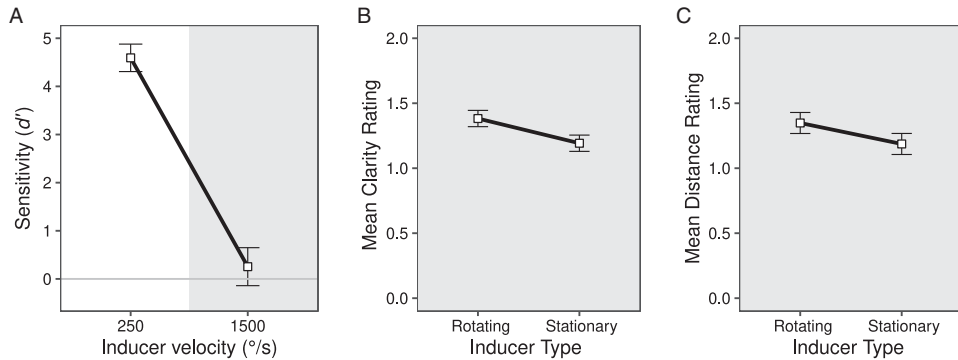 A
Sensitivity (d′)
5
4
3
2
1
0
250
1500
Inducer velocity (°/s)
B
Mean Clarity Rating
2.0
1.5
1.0
0.5
0.0
Rotating
Stationary
Inducer Type
C
Mean Distance Rating
2.0
1.5
1.0
0.5
0.0
Rotating
Stationary
Inducer Type